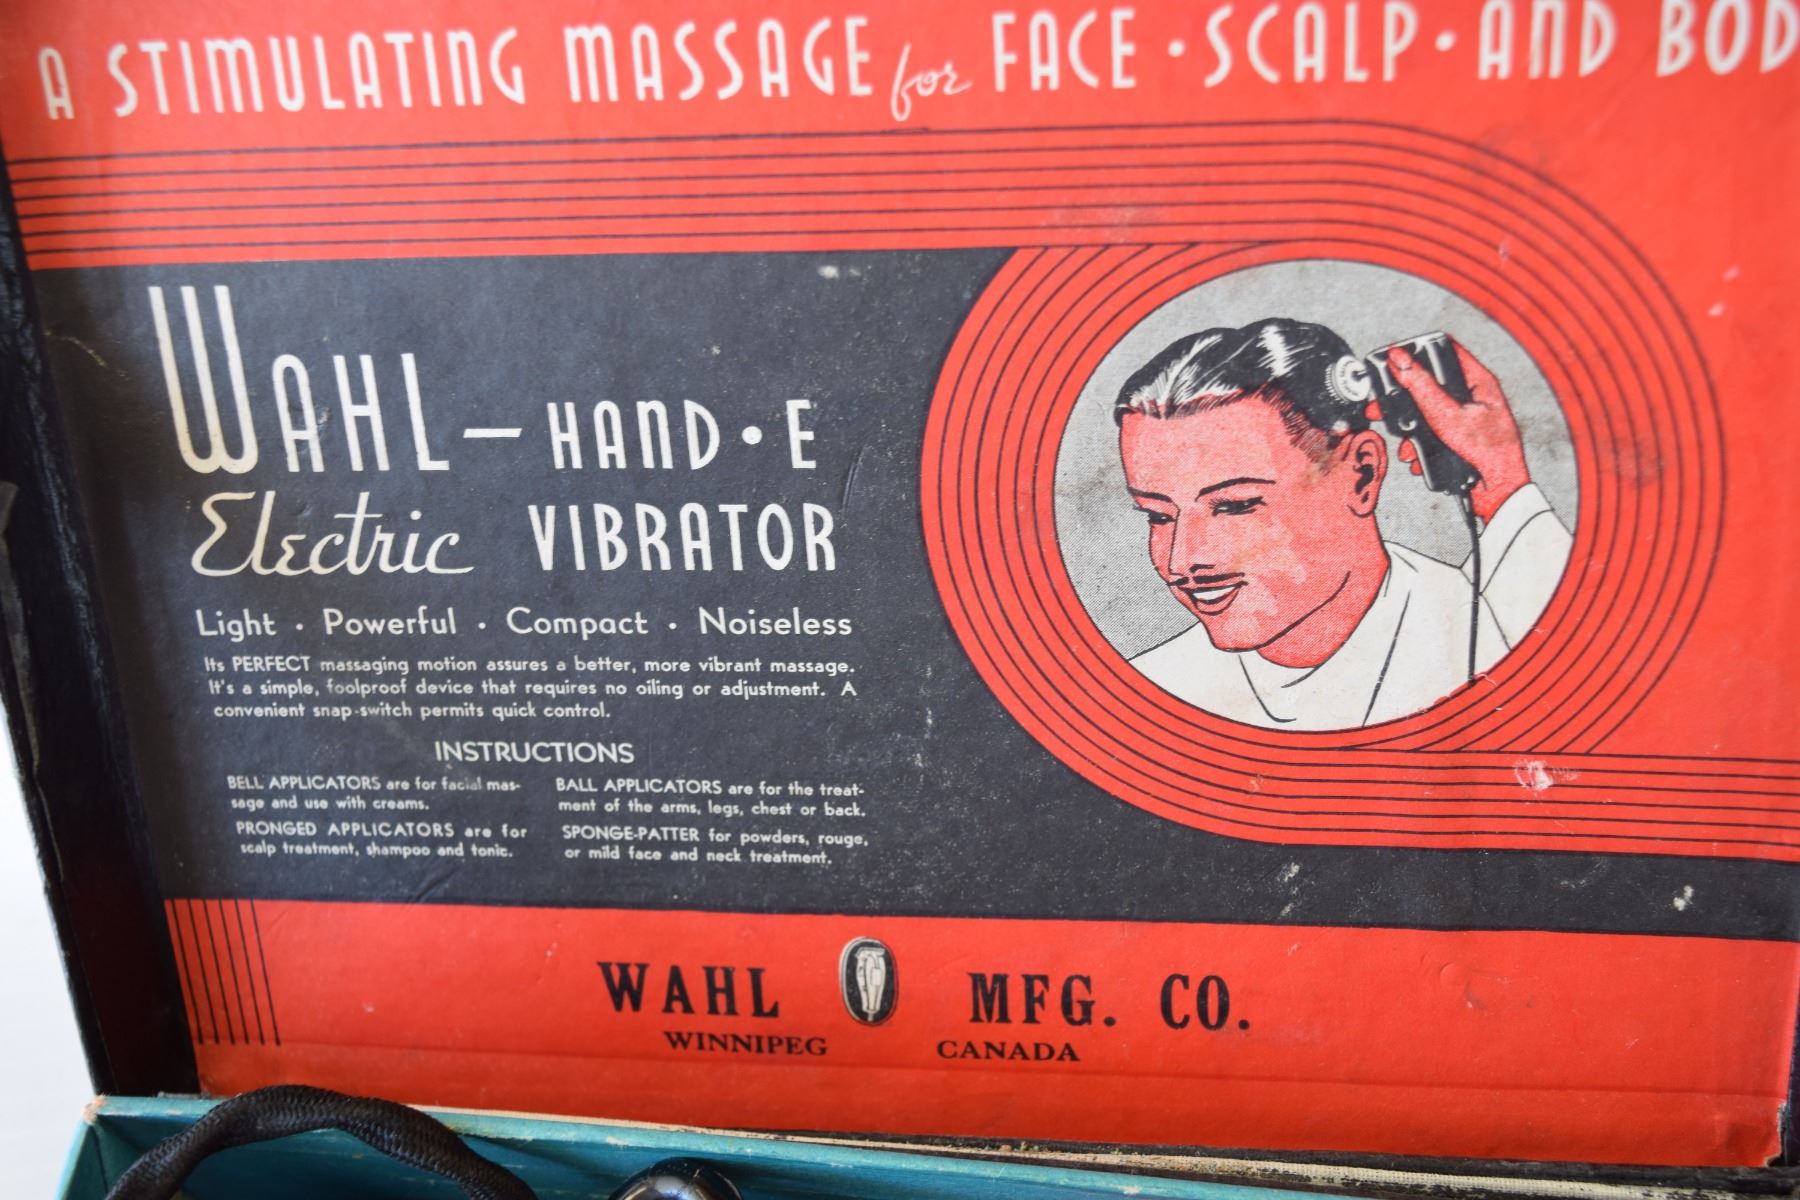 A STIMULATING MASSAGE for FACE · SCALP · AND BOD
WAHL — HAND · E
Electric VIBRATOR
Light · Powerful · Compact · Noiseless
Its PERFECT massaging motion assures a better, more vibrant massage.
It's a simple, foolproof device that requires no oiling or adjustment. A
convenient snap-switch permits quick control.
INSTRUCTIONS
BELL APPLICATORS are for facial mas-
sage and use with creams.
PRONGED APPLICATORS are for
scalp treatment, shampoo and tonic.
BALL APPLICATORS are for the treat-
ment of the arms, legs, chest or back.
SPONGE-PATTER for powders, rouge,
or mild face and neck treatment.
WAHL MFG. CO.
WINNIPEG CANADA